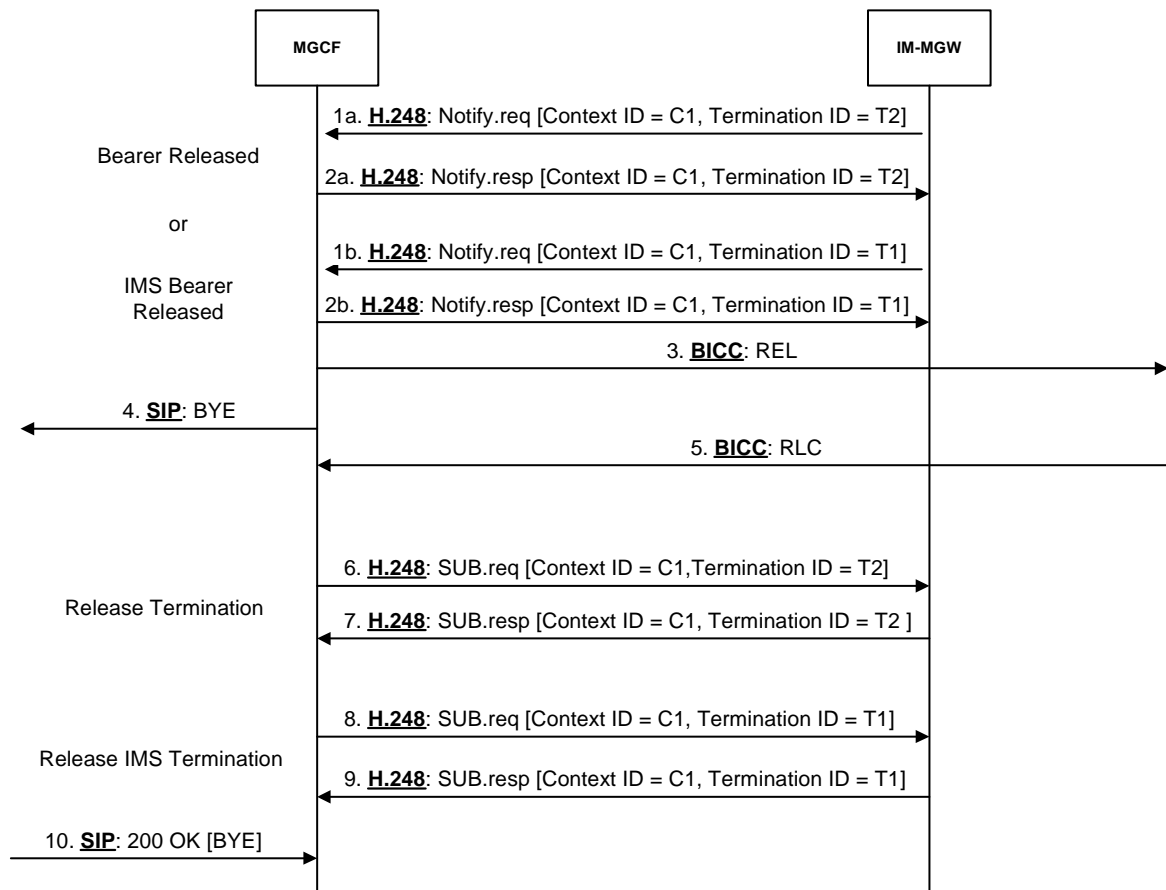 MGCF
IM-MGW
1a. H.248: Notify.req [Context ID = C1, Termination ID = T2]
Bearer Released
2a. H.248: Notify.resp [Context ID = C1, Termination ID = T2]
or
1b. H.248: Notify.req [Context ID = C1, Termination ID = T1]
IMS Bearer
Released
2b. H.248: Notify.resp [Context ID = C1, Termination ID = T1]
3. BICC: REL
4. SIP: BYE
5. BICC: RLC
6. H.248: SUB.req [Context ID = C1,Termination ID = T2]
Release Termination
7. H.248: SUB.resp [Context ID = C1, Termination ID = T2 ]
8. H.248: SUB.req [Context ID = C1, Termination ID = T1]
Release IMS Termination
9. H.248: SUB.resp [Context ID = C1, Termination ID = T1]
10. SIP: 200 OK [BYE]